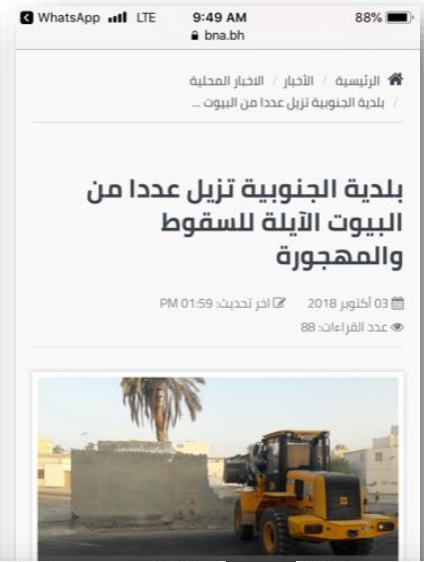 WhatsApp LTE 9:49 AM 88%
bna.bh
الرئيسية / الأخبار / الاخبار المحلية
/ بلدية الجنوبية تزيل عددا من البيوت ...
بلدية الجنوبية تزيل عددا من
البيوت الآيلة للسقوط
والمهجورة
03 أكتوبر 2018 اخر تحديث: 01:59 PM
عدد القراءات: 88